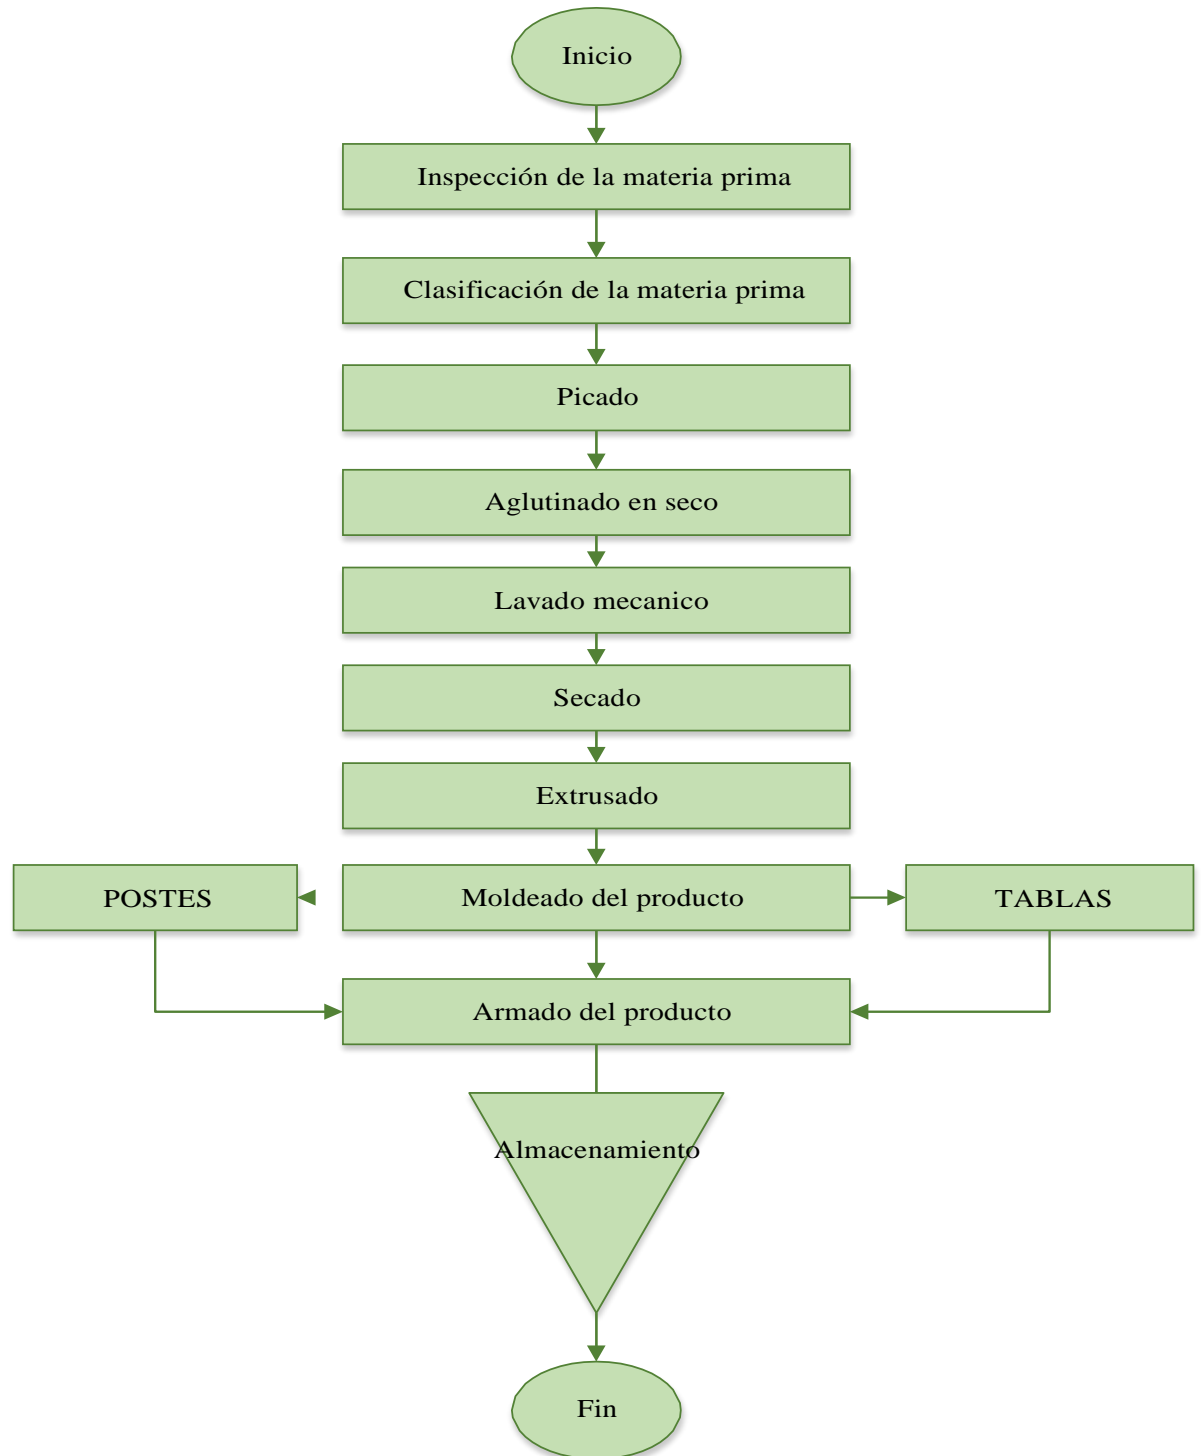 Inicio
Inspección de la materia prima
Clasificación de la materia prima
Picado
Aglutinado en seco
Lavado mecanico
Secado
Extrusado
POSTES
Moldeado del producto
TABLAS
Armado del producto
Almacenamiento
Fin